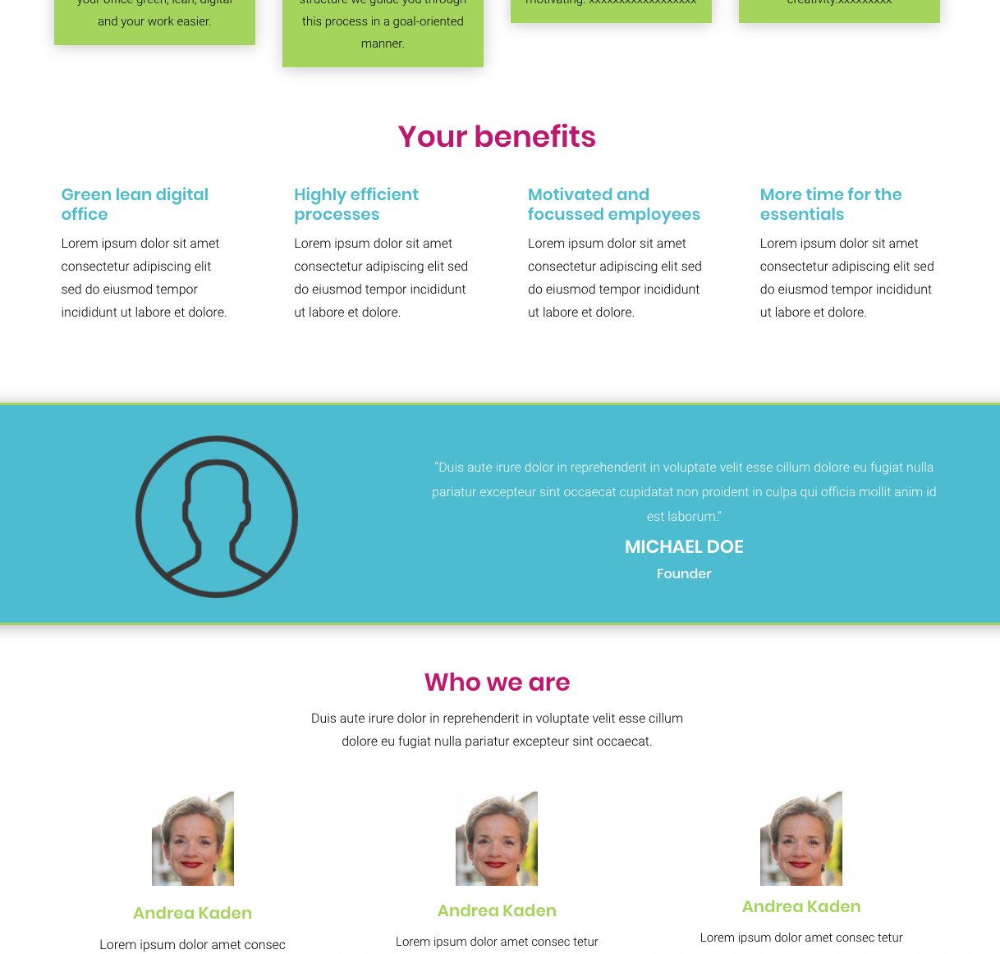 your office green, lean, digital
and your work easier.
structure we guide you through
this process in a goal-oriented
manner.
motivating. xxxxxxxxxxxxxxxxxx
creativity.xxxxxxxxx
Your benefits
Green lean digital
office
Lorem ipsum dolor sit amet
consectetur adipiscing elit
sed do eiusmod tempor
incididunt ut labore et dolore.
Highly efficient
processes
Lorem ipsum dolor sit amet
consectetur adipiscing elit sed
do eiusmod tempor incididunt
ut labore et dolore.
Motivated and
focussed employees
Lorem ipsum dolor sit amet
consectetur adipiscing elit sed
do eiusmod tempor incididunt
ut labore et dolore.
More time for the
essentials
Lorem ipsum dolor sit amet
consectetur adipiscing elit sed
do eiusmod tempor incididunt
ut labore et dolore.
“Duis aute irure dolor in reprehenderit in voluptate velit esse cillum dolore eu fugiat nulla
pariatur excepteur sint occaecat cupidatat non proident in culpa qui officia mollit anim id
est laborum.”
MICHAEL DOE
Founder
Who we are
Duis aute irure dolor in reprehenderit in voluptate velit esse cillum
dolore eu fugiat nulla pariatur excepteur sint occaecat.
Andrea Kaden
Lorem ipsum dolor amet consec
Andrea Kaden
Lorem ipsum dolor amet consec tetur
Andrea Kaden
Lorem ipsum dolor amet consec tetur